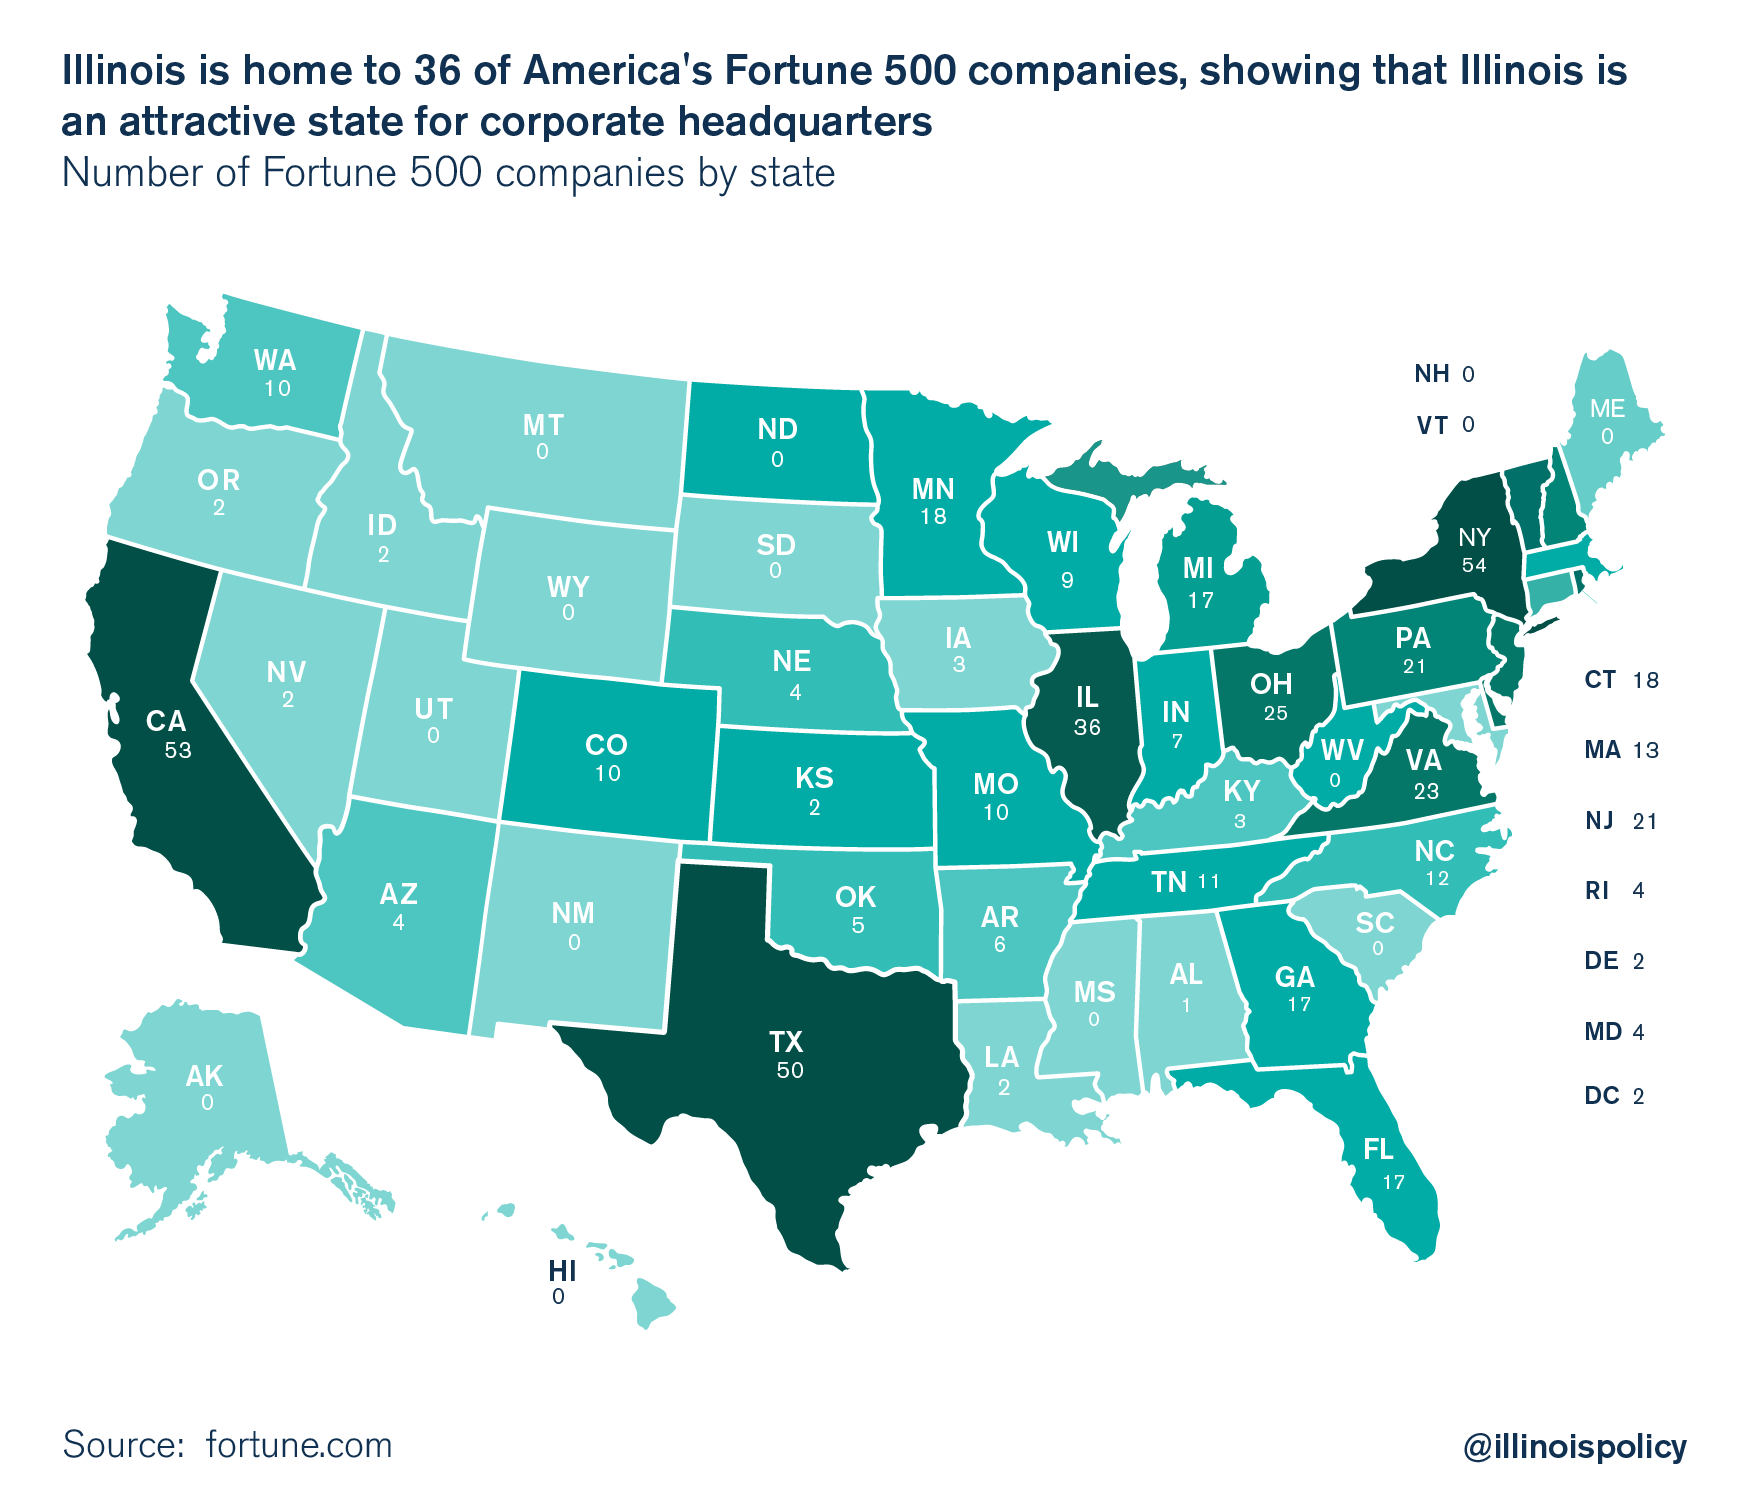 Illinois is home to 36 of America's Fortune 500 companies, showing that Illinois is
an attractive state for corporate headquarters
Number of Fortune 500 companies by state
WA
10
OR
2
ID
2
MT
0
ND
0
MN
18
SD
0
WY
0
WI
9
MI
17
NH 0
VT 0
ME
0
NY
54
CA
53
NV
2
UT
0
CO
10
NE
4
IA
3
KS
2
MO
10
IL
36
IN
7
OH
25
PA
21
WV
0
VA
23
KY
3
TN 11
NC
12
SC
0
AZ
4
NM
0
OK
5
AR
6
TX
50
LA
2
MS
0
AL
1
GA
17
FL
17
CT 18
MA 13
NJ 21
RI 4
DE 2
MD 4
DC 2
AK
0
HI
0
Source: fortune.com
@illinoispolicy